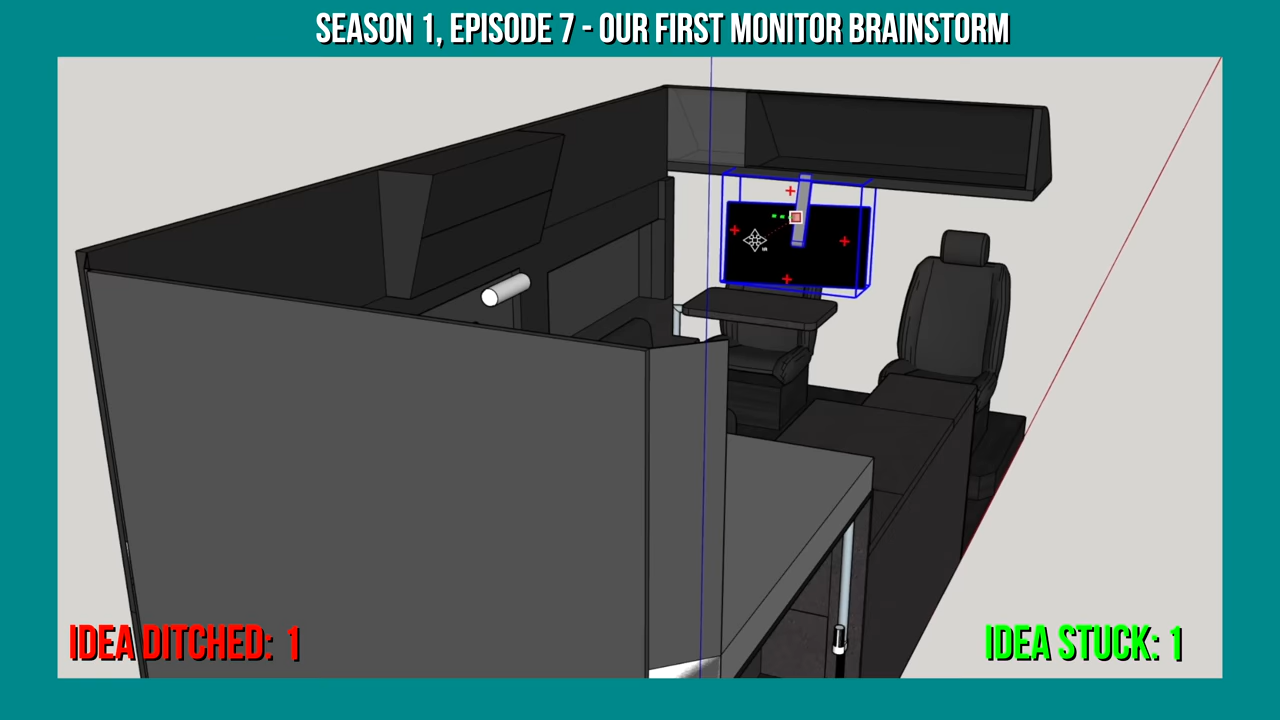 SEASON 1, EPISODE 7 - OUR FIRST MONITOR BRAINSTORM
IDEA DITCHED: 1
IDEA STUCK: 1